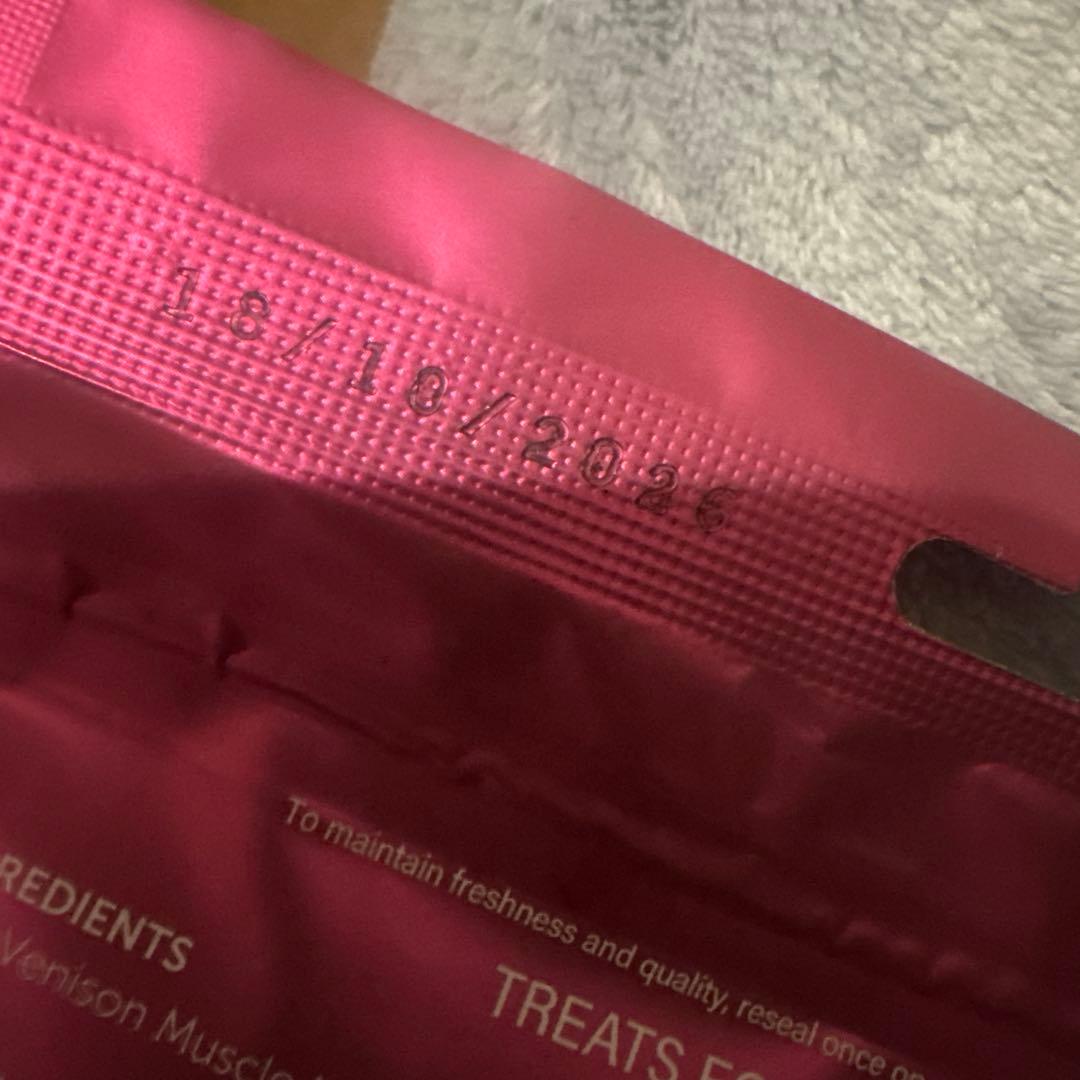 18/10/2026
To maintain freshness and quality, reseal once
REDIENTS
Venison Muscle
TREATS